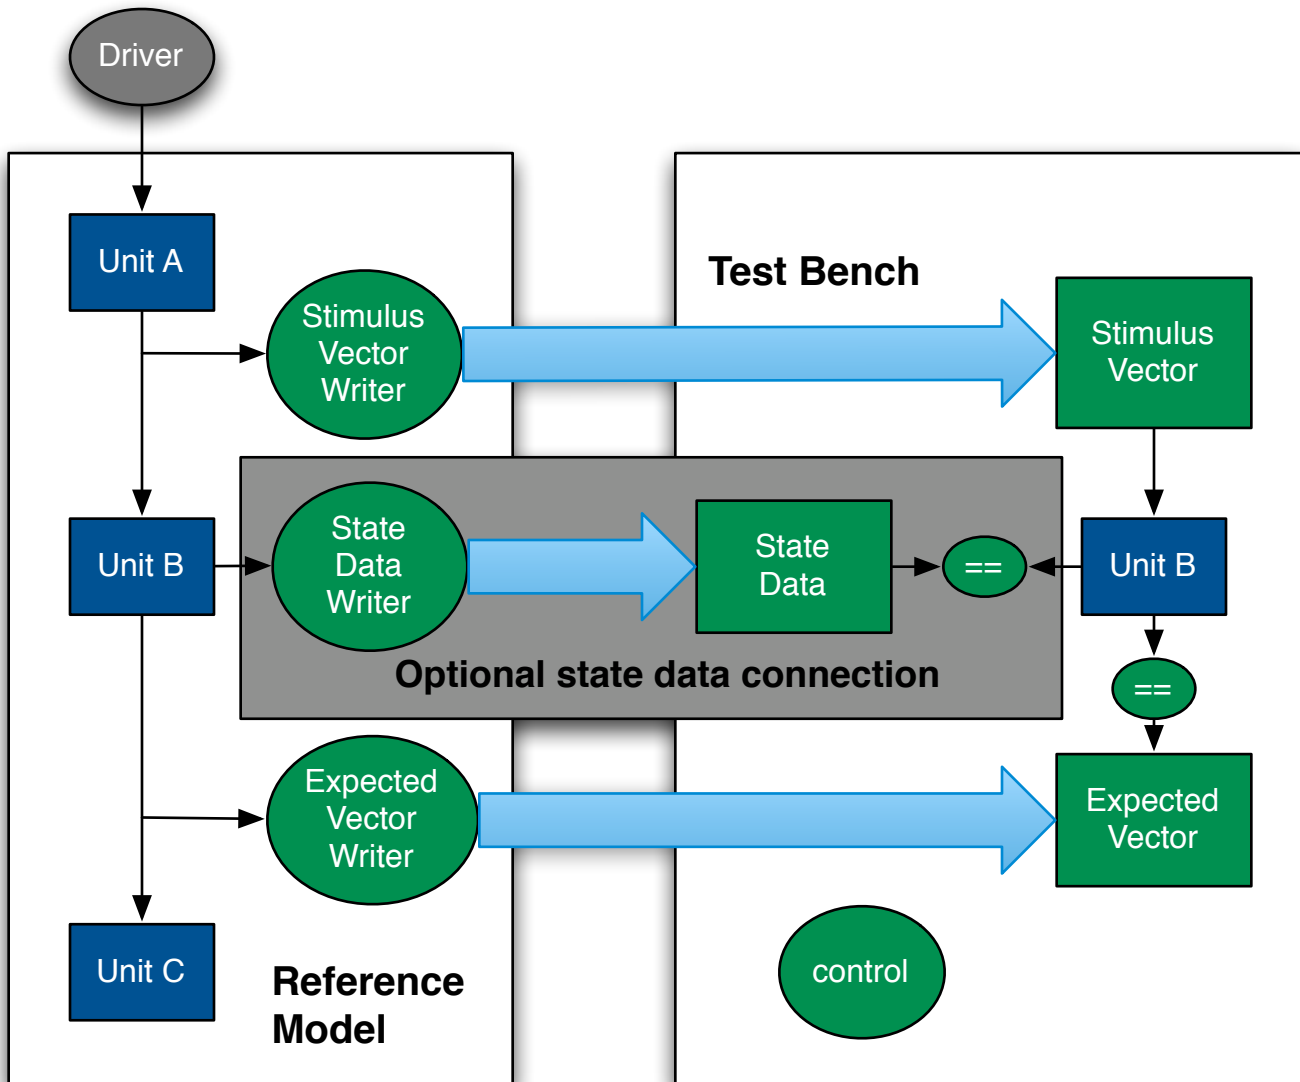 Driver
Unit A
Stimulus
Vector
Writer
Test Bench
Stimulus
Vector
Unit B
State
Data
Writer
State
Data
==
Unit B
Optional state data connection
==
Expected
Vector
Writer
Expected
Vector
Unit C
Reference
Model
control